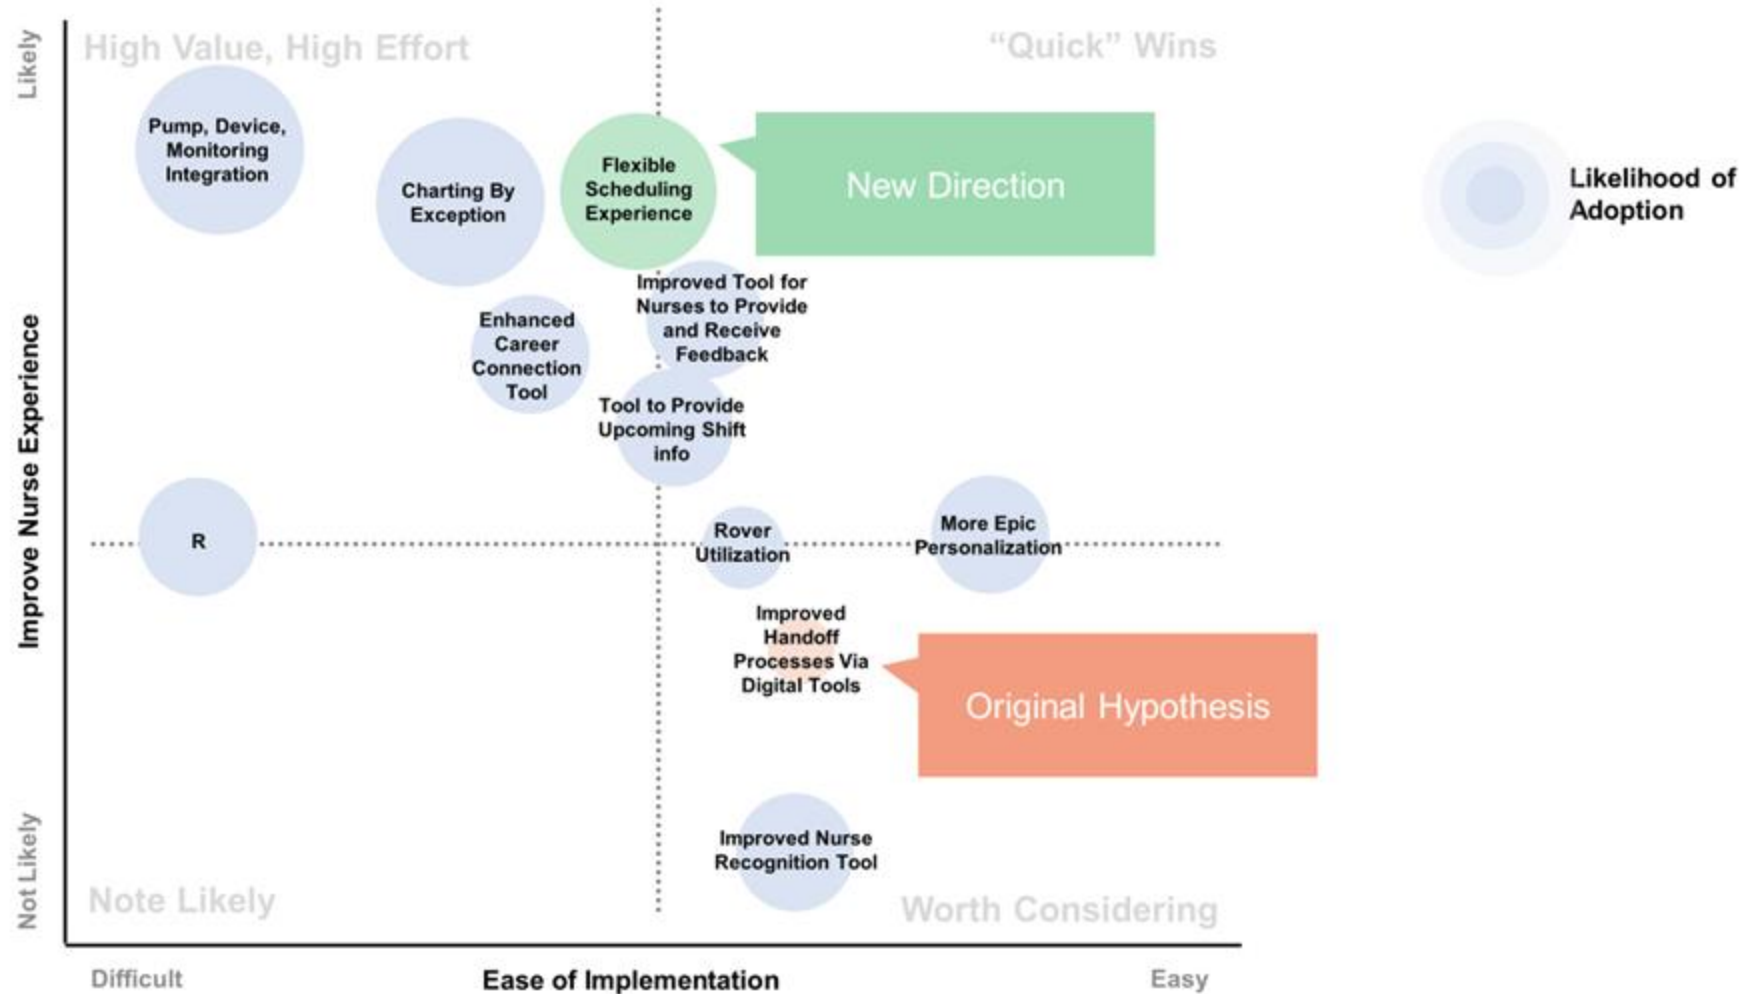 Likely
High Value, High Effort
“Quick” Wins
Pump, Device,
Monitoring
Integration
Charting By
Exception
Flexible
Scheduling
Experience
New Direction
Likelihood of
Adoption
Improved Tool for
Nurses to Provide
and Receive
Feedback
Enhanced
Career
Connection
Tool
Tool to Provide
Upcoming Shift
info
Improve Nurse Experience
R
Rover
Utilization
More Epic
Personalization
Improved
Handoff
Processes Via
Digital Tools
Original Hypothesis
Improved Nurse
Recognition Tool
Not Likely
Note Likely
Worth Considering
Difficult
Ease of Implementation
Easy